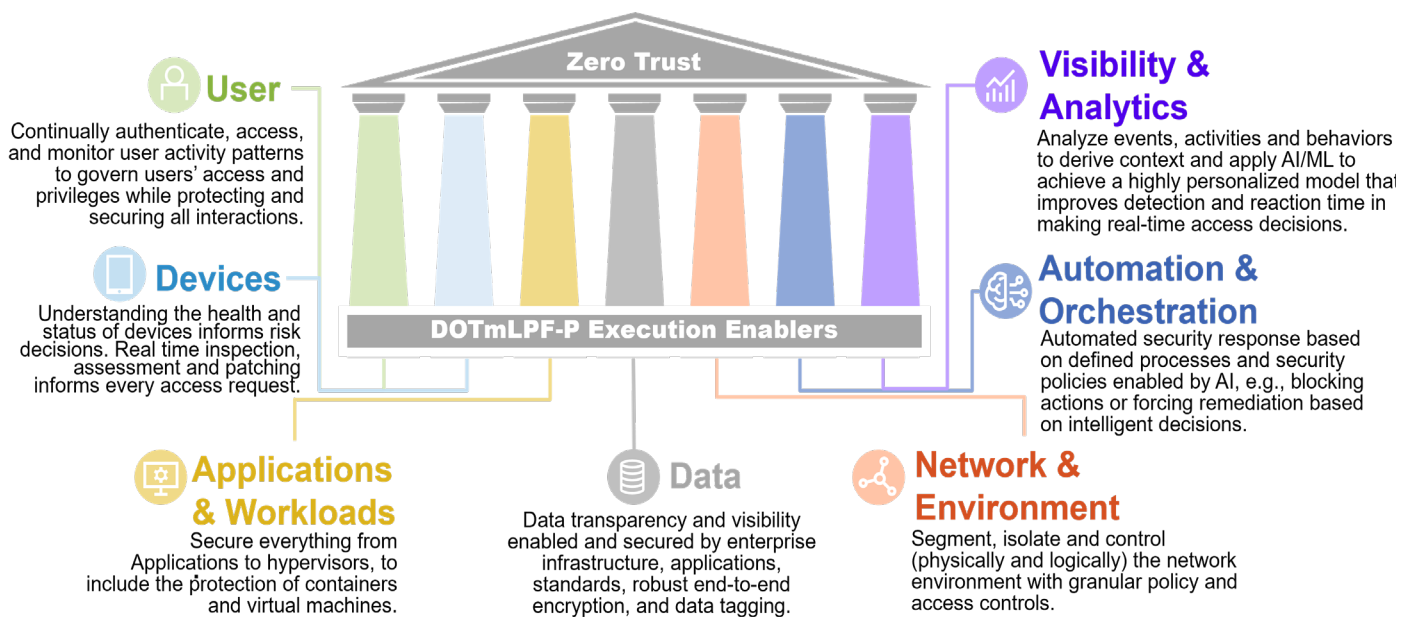 Zero Trust
User
Continually authenticate, access,
and monitor user activity patterns
to govern users' access and
privileges while protecting and
securing all interactions.
Devices
Understanding the health and
status of devices informs risk
decisions. Real time inspection,
assessment and patching
informs every access request.
DOTmLPF-P Execution Enablers
Visibility &
Analytics
Analyze events, activities and behaviors
to derive context and apply AI/ML to
achieve a highly personalized model that
improves detection and reaction time in
making real-time access decisions.
Automation &
Orchestration
Automated security response based
on defined processes and security
policies enabled by AI, e.g., blocking
actions or forcing remediation based
on intelligent decisions.
Applications
& Workloads
Secure everything from
Applications to hypervisors, to
include the protection of containers
and virtual machines.
Data
Data transparency and visibility
enabled and secured by enterprise
infrastructure, applications,
standards, robust end-to-end
encryption, and data tagging.
Network &
Environment
Segment, isolate and control
(physically and logically) the network
environment with granular policy and
access controls.